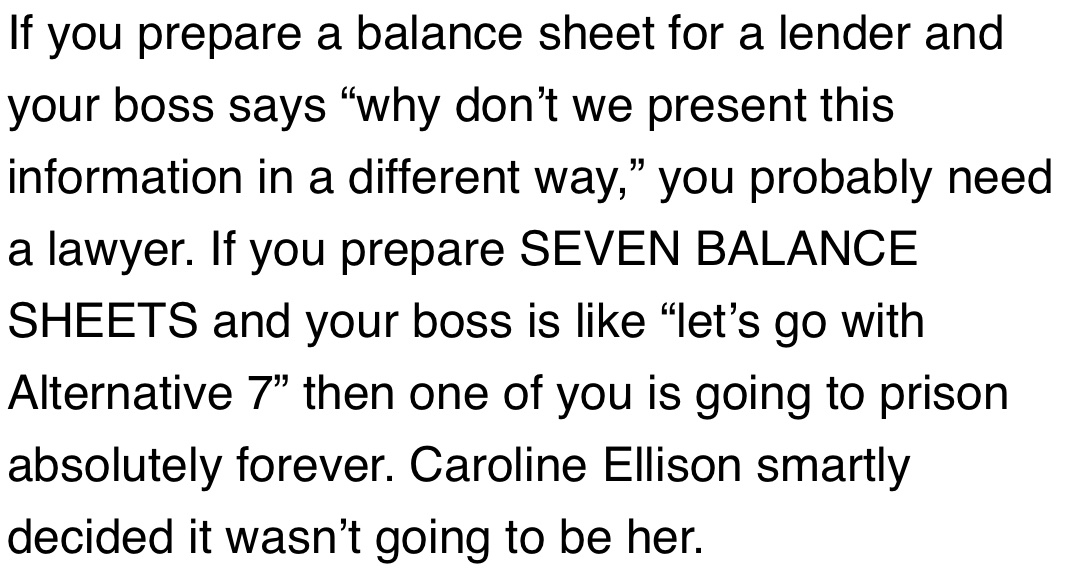 If you prepare a balance sheet for a lender and
your boss says “why don’t we present this
information in a different way,” you probably need
a lawyer. If you prepare SEVEN BALANCE
SHEETS and your boss is like “let’s go with
Alternative 7” then one of you is going to prison
absolutely forever. Caroline Ellison smartly
decided it wasn’t going to be her.